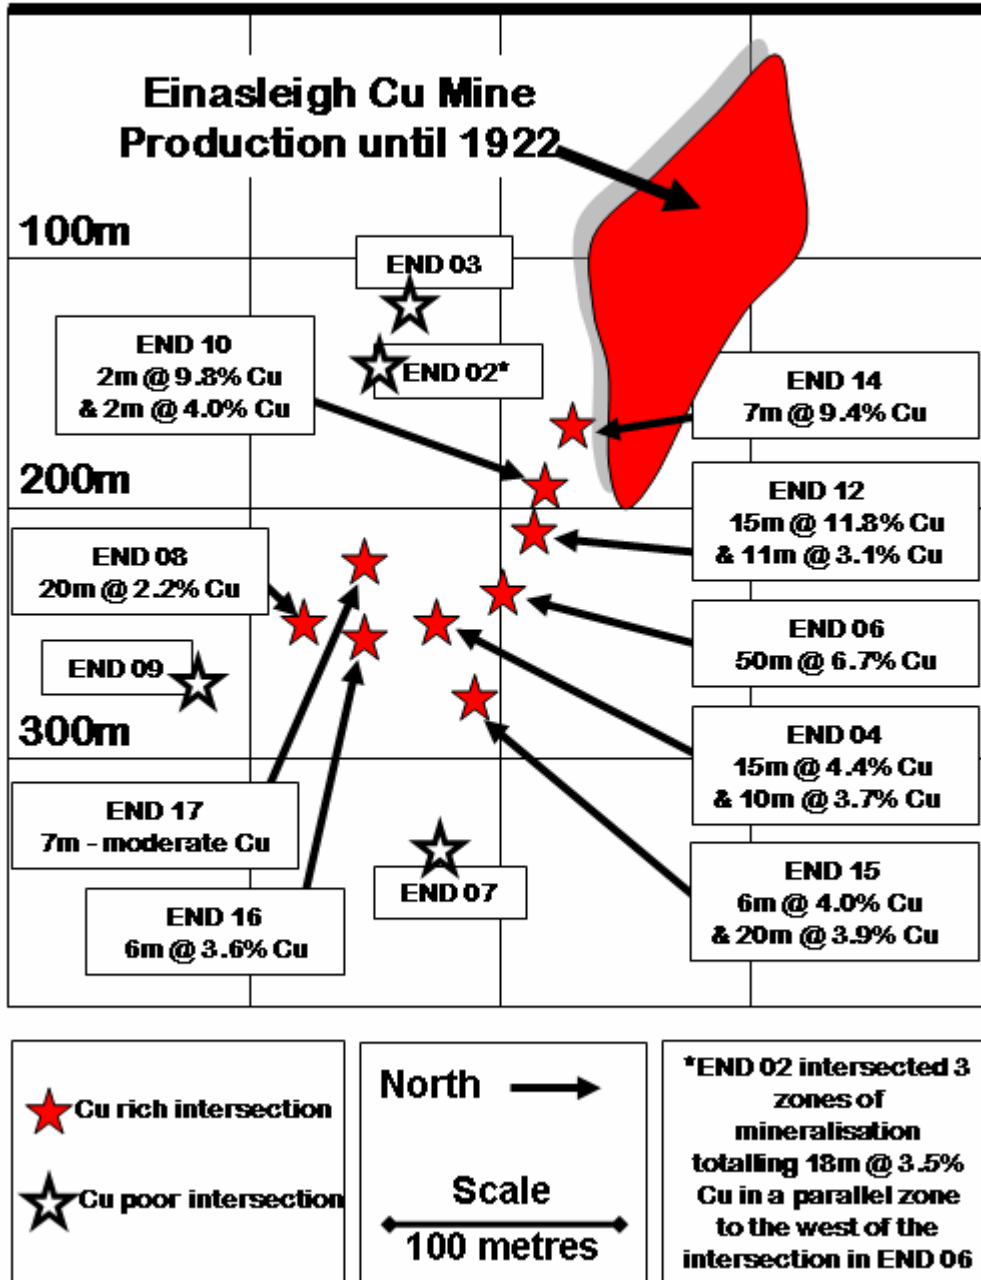 Einasleigh Cu Mine
Production until 1922
100m
END 03
END 10
2m @ 9.8% Cu
& 2m @ 4.0% Cu
END 02*
END 14
7m @ 9.4% Cu
200m
END 12
15m @ 11.8% Cu
& 11m @ 3.1% Cu
END 08
20m @ 2.2% Cu
END 06
50m @ 6.7% Cu
END 09
300m
END 04
15m @ 4.4% Cu
& 10m @ 3.7% Cu
END 17
7m - moderate Cu
END 07
END 15
6m @ 4.0% Cu
& 20m @ 3.9% Cu
END 16
6m @ 3.6% Cu
Cu rich intersection
Cu poor intersection
North
Scale
100 metres
*END 02 intersected 3
zones of
mineralisation
totalling 18m @ 3.5%
Cu in a parallel zone
to the west of the
intersection in END 06